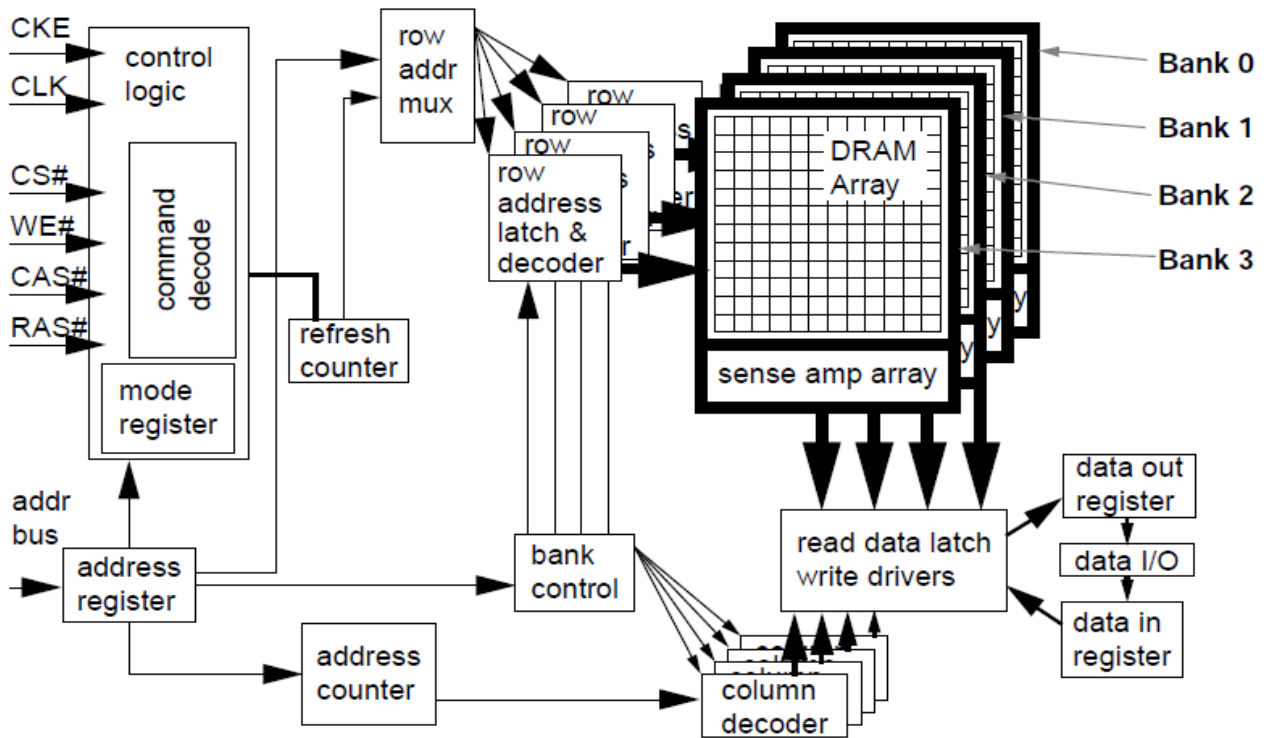 CKE
CLK
CS#
WE#
CAS#
RAS#
control
logic
command
decode
mode
register
addr
bus
address
register
refresh
counter
row
addr
mux
row
row
row
row
address
latch &
decoder
s
s
er
r
DRAM
Array
sense amp array
y
y
y
Bank 0
Bank 1
Bank 2
Bank 3
bank
control
address
counter
column
decoder
read data latch
write drivers
data out
register
data I/O
data in
register